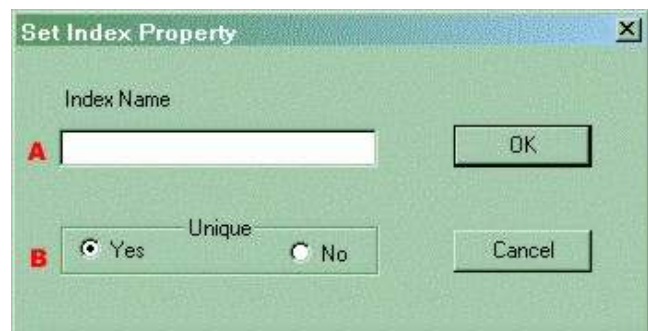 Set Index Property
Index Name
A
OK
Unique
B Yes No
Cancel